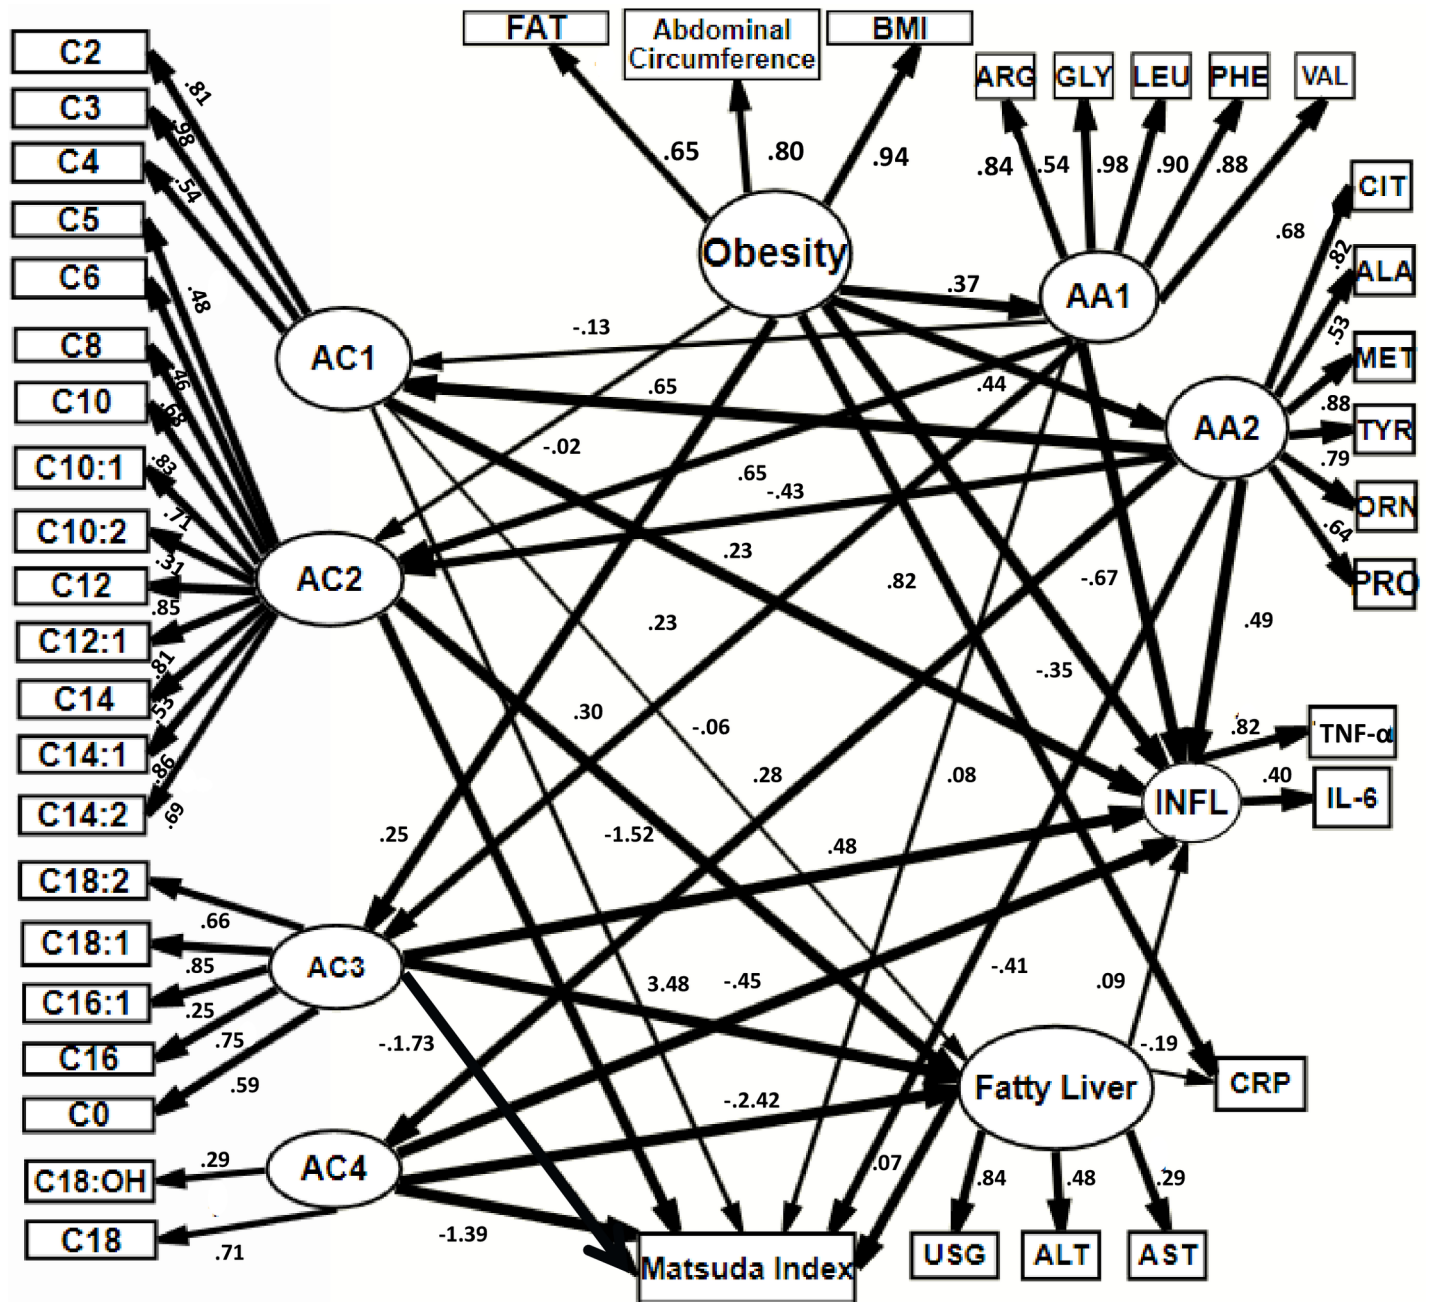 FAT
Abdominal
Circumference
BMI
ARG
GLY
LEU
PHE
VAL
C2
C3
C4
C5
C6
C8
C10
C10:1
C10:2
C12
C12:1
C14
C14:1
C14:2
C18:2
C18:1
C16:1
C16
C0
C18:OH
C18
.81
.98
.54
.48
.46
.68
.83
.71
.31
.85
.81
.53
.86
.69
.66
.85
.25
.75
.59
.29
.71
AC1
AC2
AC3
AC4
.65
.80
.94
Obesity
.84
.54
.98
.90
.88
AA1
CIT
ALA
MET
TYR
ORN
PRO
.68
.82
.53
.88
.79
.64
AA2
.37
-.13
.65
.44
-.02
.65
-.43
.23
.82
-.67
.23
.49
-.35
.30
-.06
.28
.08
.25
-1.52
.48
3.48
-.45
-.41
.09
-.1.73
-.19
-.2.42
.07
-1.39
.82
TNF-α
INFL
.40
IL-6
Fatty Liver
CRP
.84
.48
.29
USG
ALT
AST
Matsuda Index